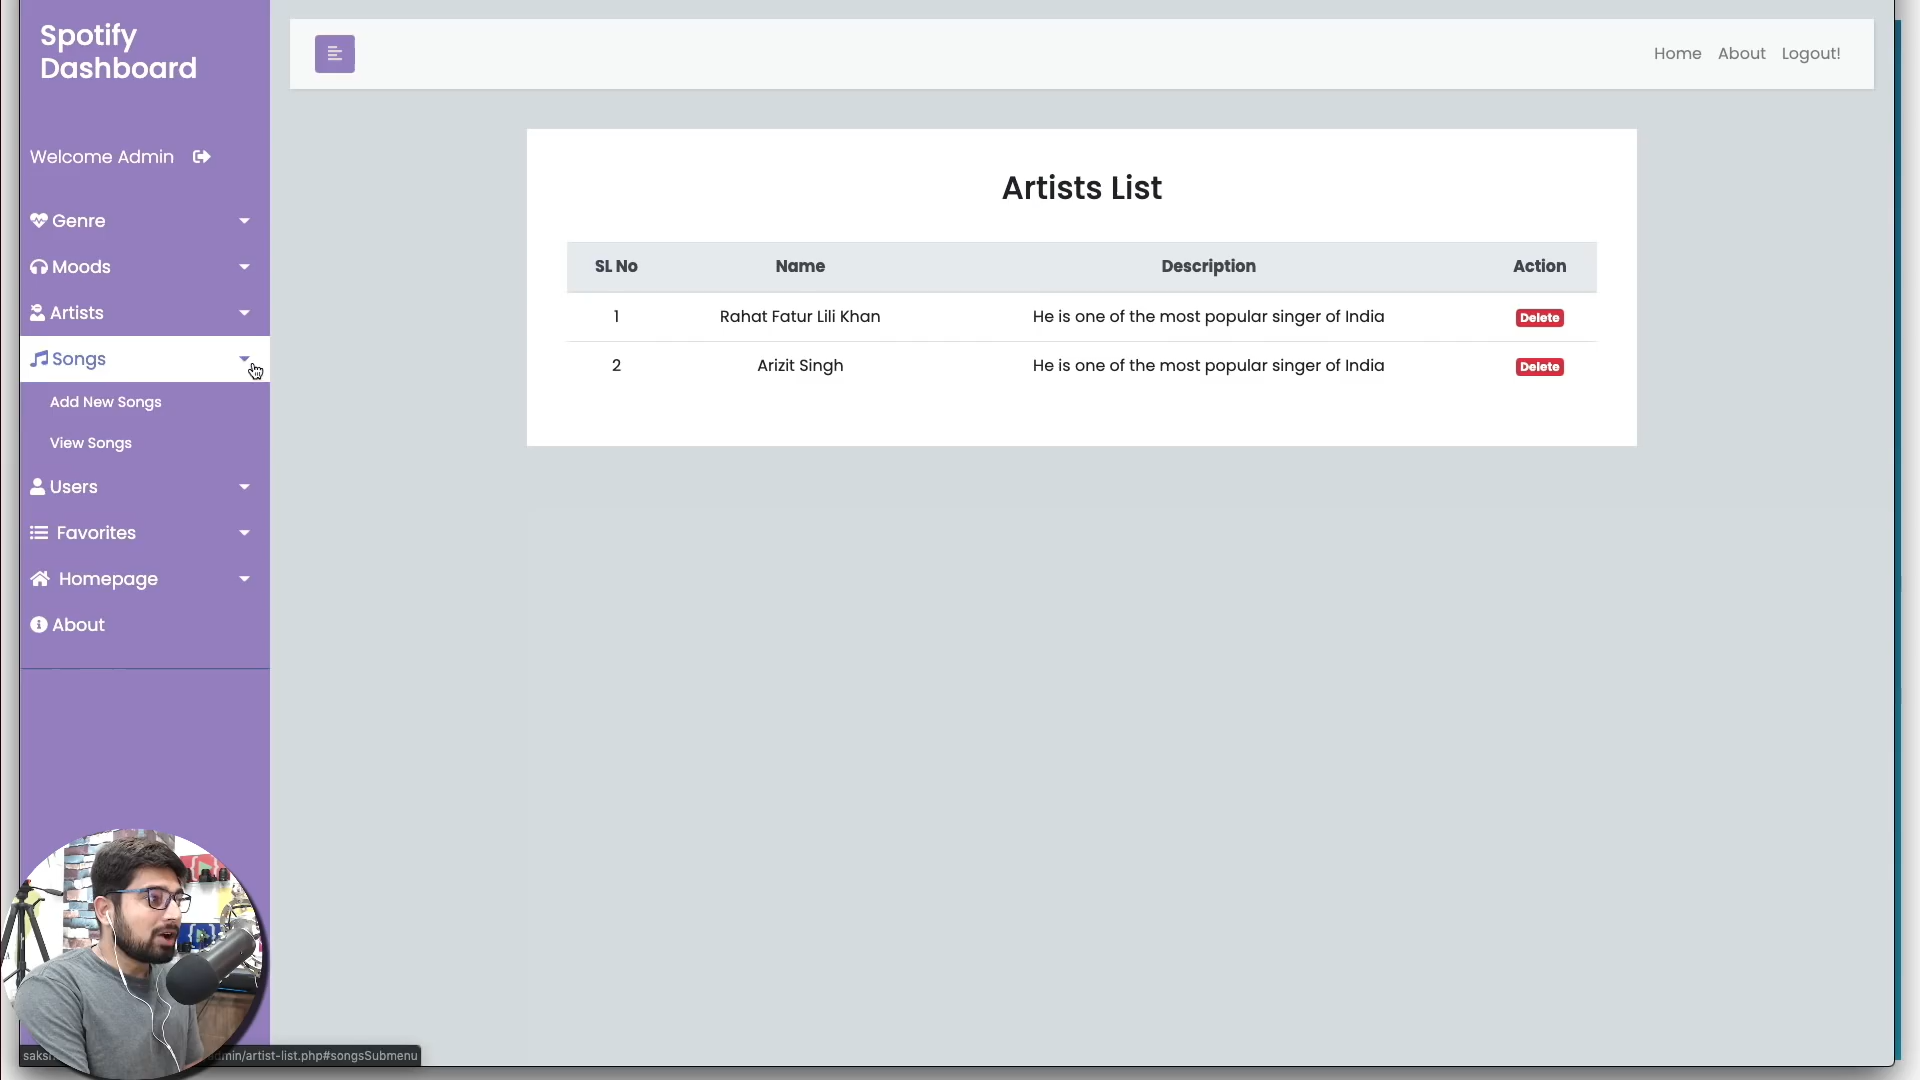 Spotify
Dashboard
Home About Logout!
Welcome Admin
Genre
Moods
Artists
Songs
Add New Songs
View Songs
Users
Favorites
Homepage
About
Artists List
SL No Name Description Action
1 Rahat Fatur Lili Khan He is one of the most popular singer of India Delete
2 Arizit Singh He is one of the most popular singer of India Delete
/artist-list.php#songsSubmenu